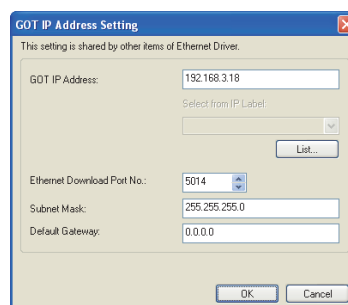 GOT IP Address Setting
This setting is shared by other items of Ethernet Driver.
GOT IP Address: 192.168.3.18
Select from IP Label:
List...
Ethernet Download Port No.: 5014
Subnet Mask: 255.255.255.0
Default Gateway: 0.0.0.0
OK Cancel